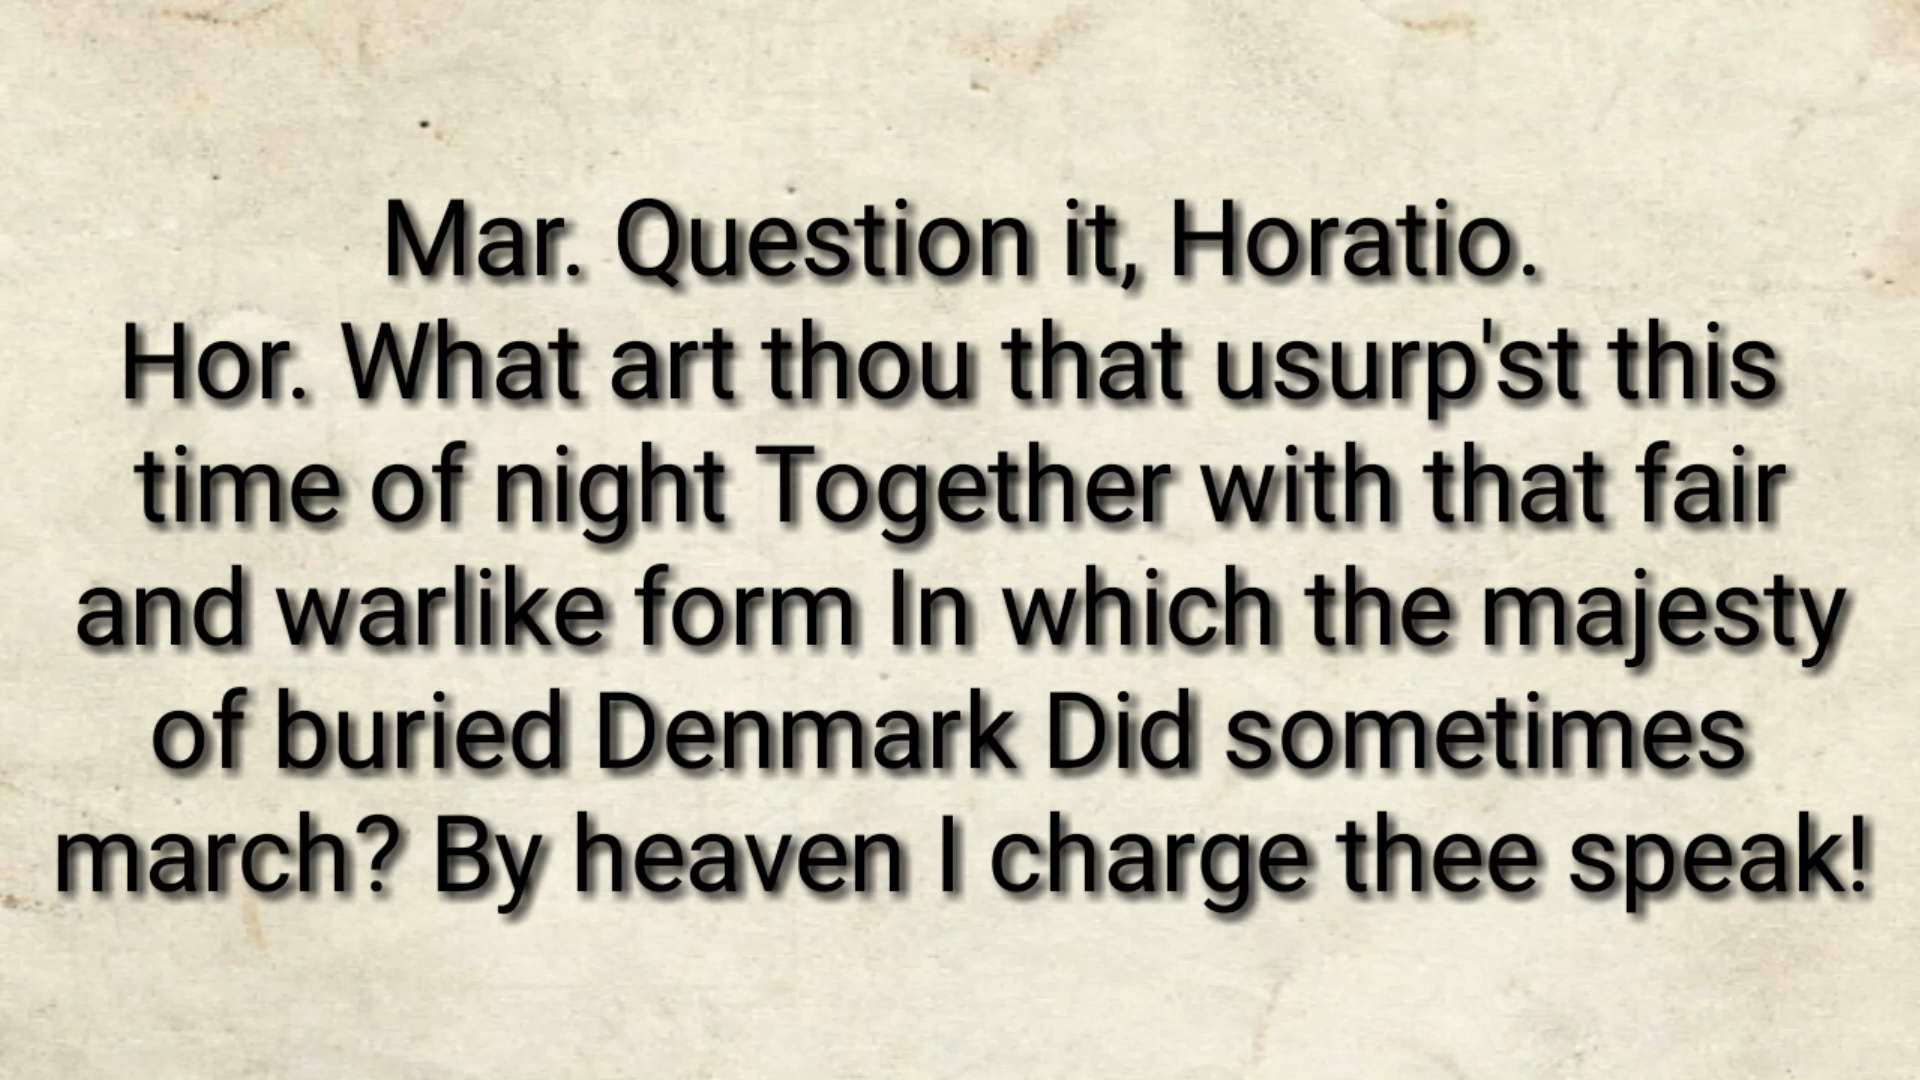 Mar. Question it, Horatio.
Hor. What art thou that usurp'st this
time of night Together with that fair
and warlike form In which the majesty
of buried Denmark Did sometimes
march? By heaven I charge thee speak!